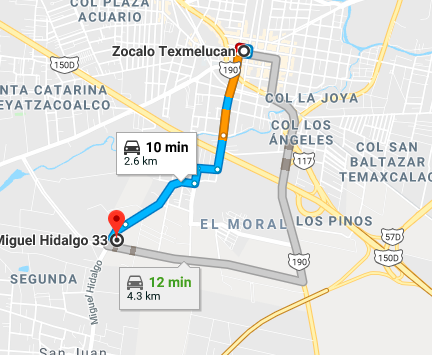 COL PLAZA
ACUARIO
Zocalo Texmelucan
150D
190
NTA CATARINA
EYATZACOALCO
COL LA JOYA
COL LOS
ÁNGELES
COL SAN
BALTAZAR
TEMAXCALAC
117
10 min
2.6 km
EL MORAL
LOS PINOS
Miguel Hidalgo 33
57D
150D
190
SEGUNDA
Miguel Hidalgo
12 min
4.3 km
San Juan